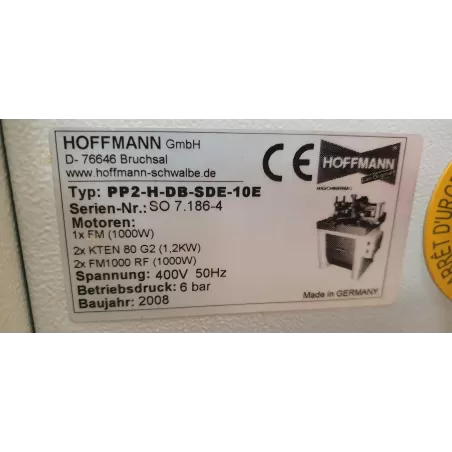 HOFFMANN GmbH
D- 76646 Bruchsal
www.hoffmann-schwalbe.de
Typ: PP2-H-DB-SDE-10E
Serien-Nr.: SO 7.186-4
Motoren:
1x FM (1000W)
2x KTEN 80 G2 (1,2KW)
2x FM1000 RF (1000W)
Spannung: 400V 50Hz
Betriebsdruck: 6 bar
Baujahr: 2008
CE
HOFFMANN
MASCHINENBAU
Made in GERMANY
ARRÊT D'URGE